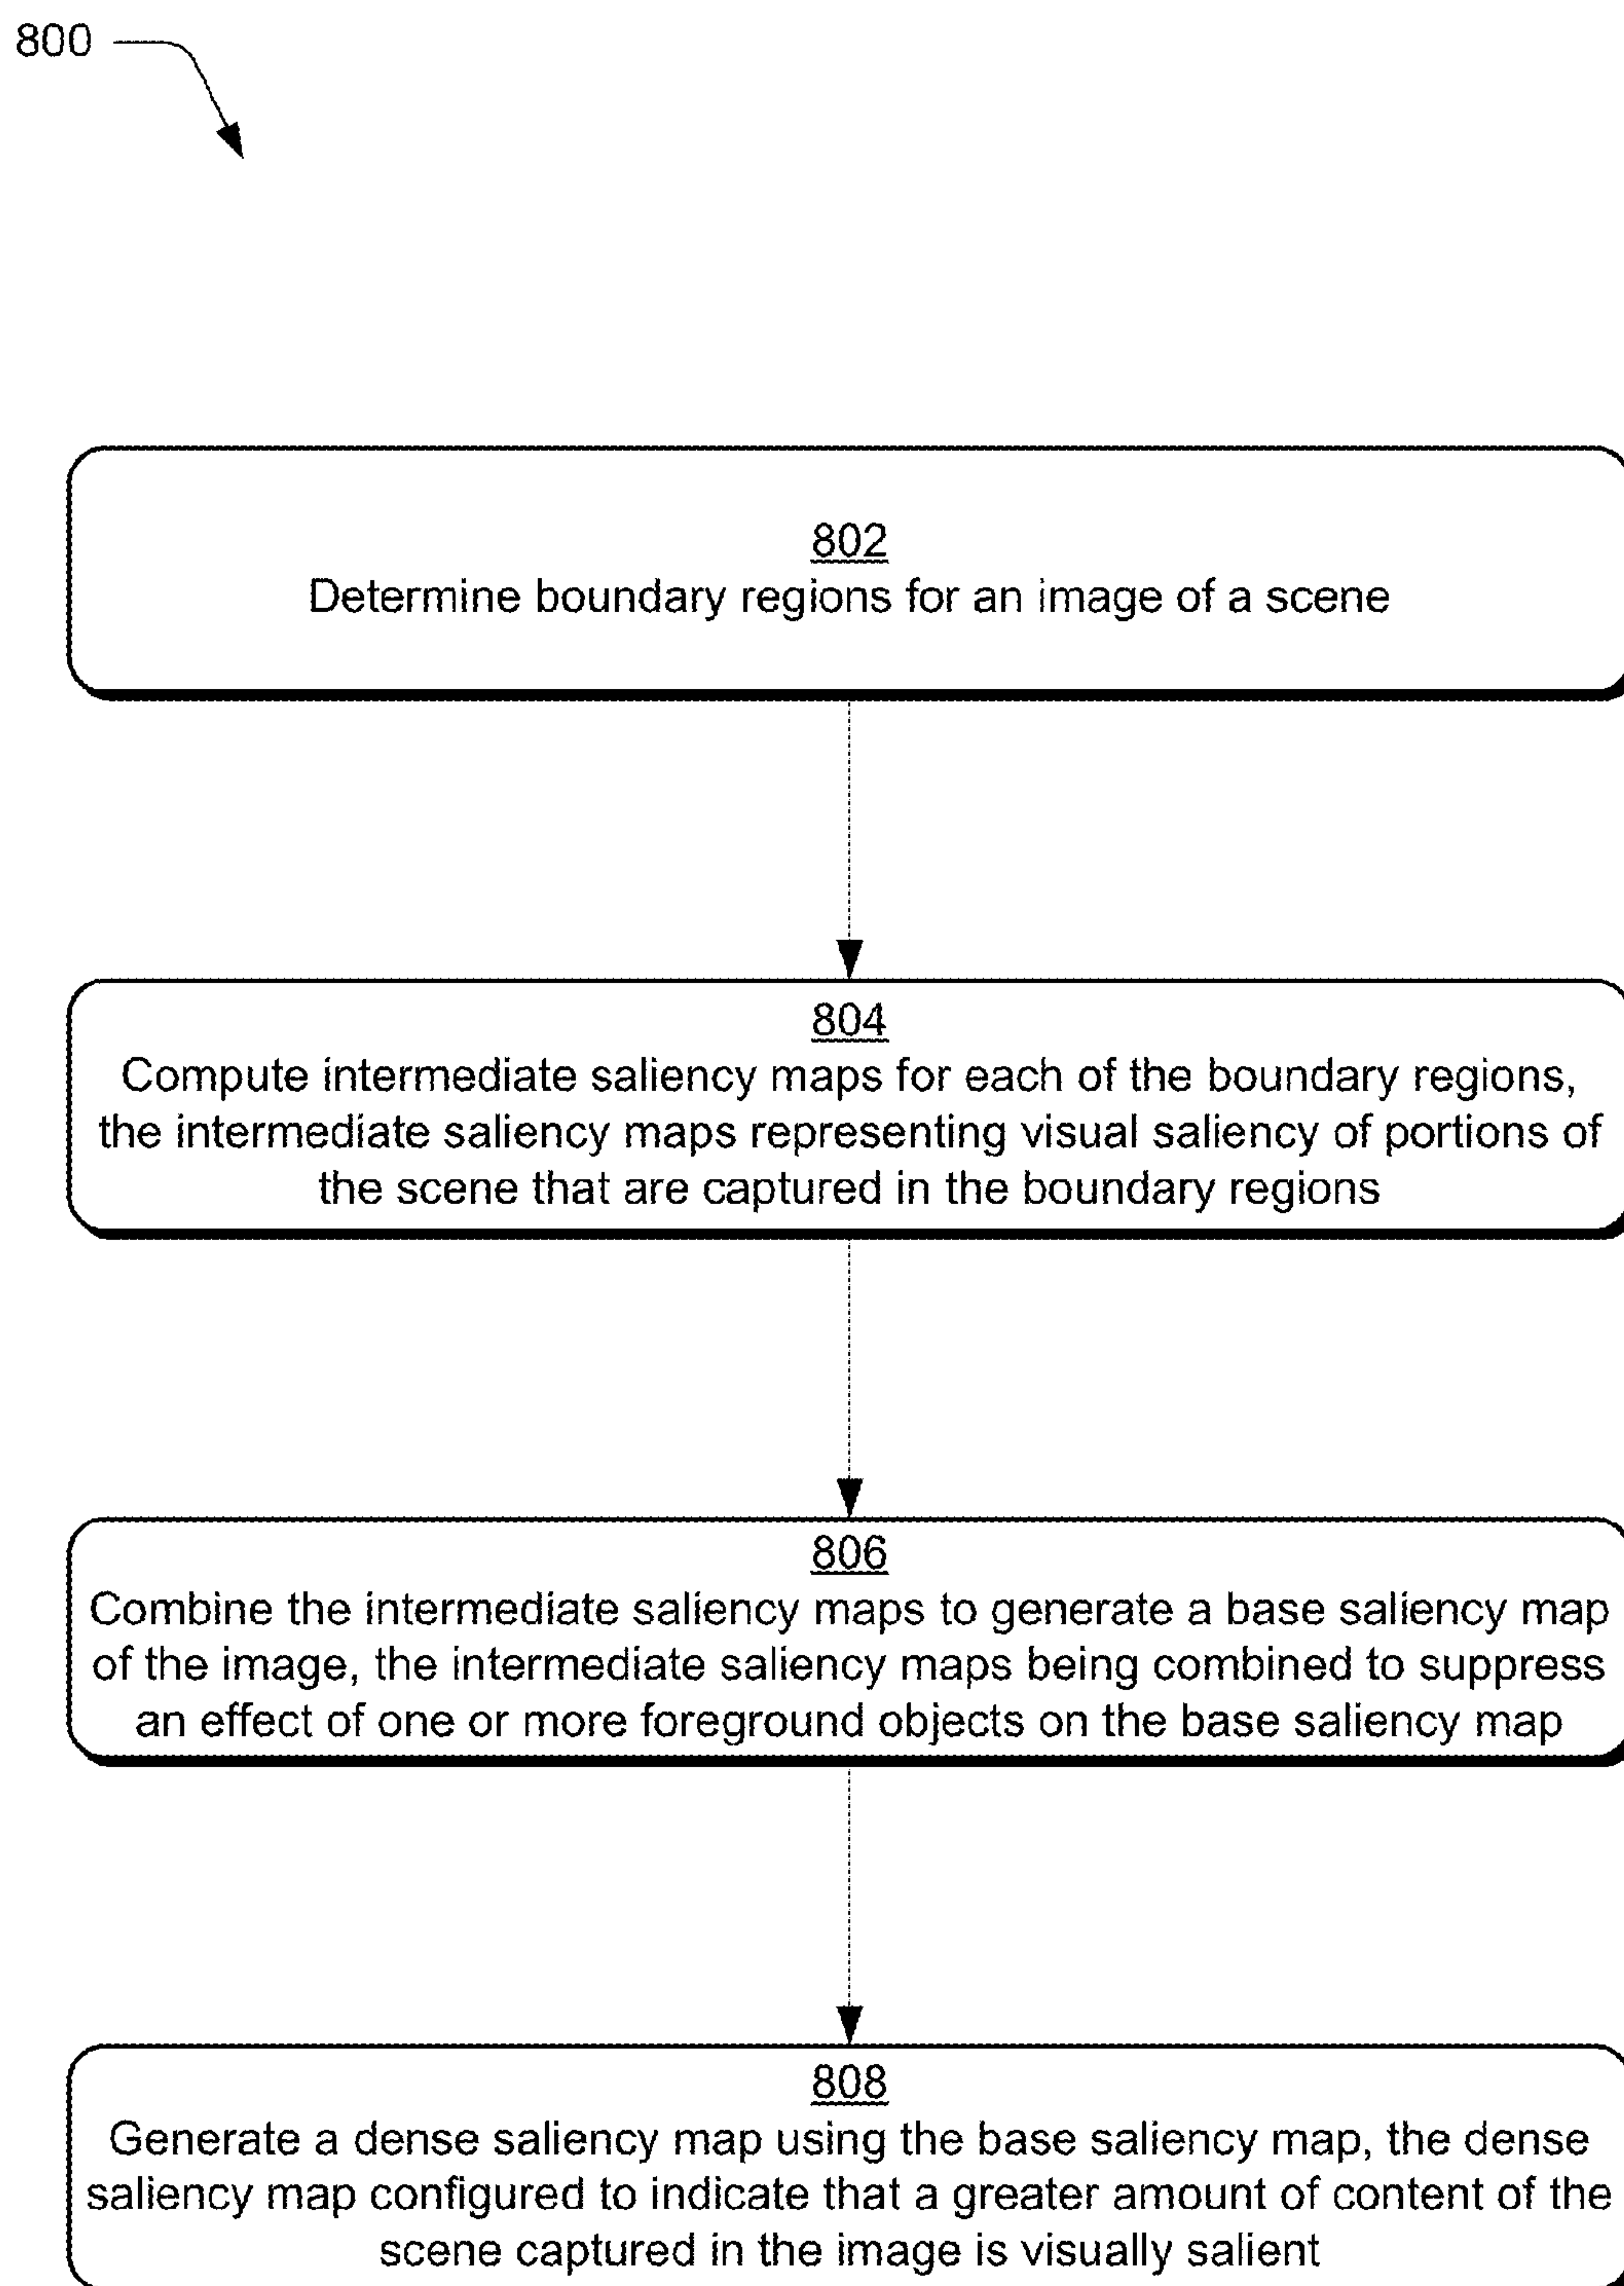 800
802
Determine boundary regions for an image of a scene
804
Compute intermediate saliency maps for each of the boundary regions,
the intermediate saliency maps representing visual saliency of portions of
the scene that are captured in the boundary regions
806
Combine the intermediate saliency maps to generate a base saliency map
of the image, the intermediate saliency maps being combined to suppress
an effect of one or more foreground objects on the base saliency map
808
Generate a dense saliency map using the base saliency map, the dense
saliency map configured to indicate that a greater amount of content of the
scene captured in the image is visually salient